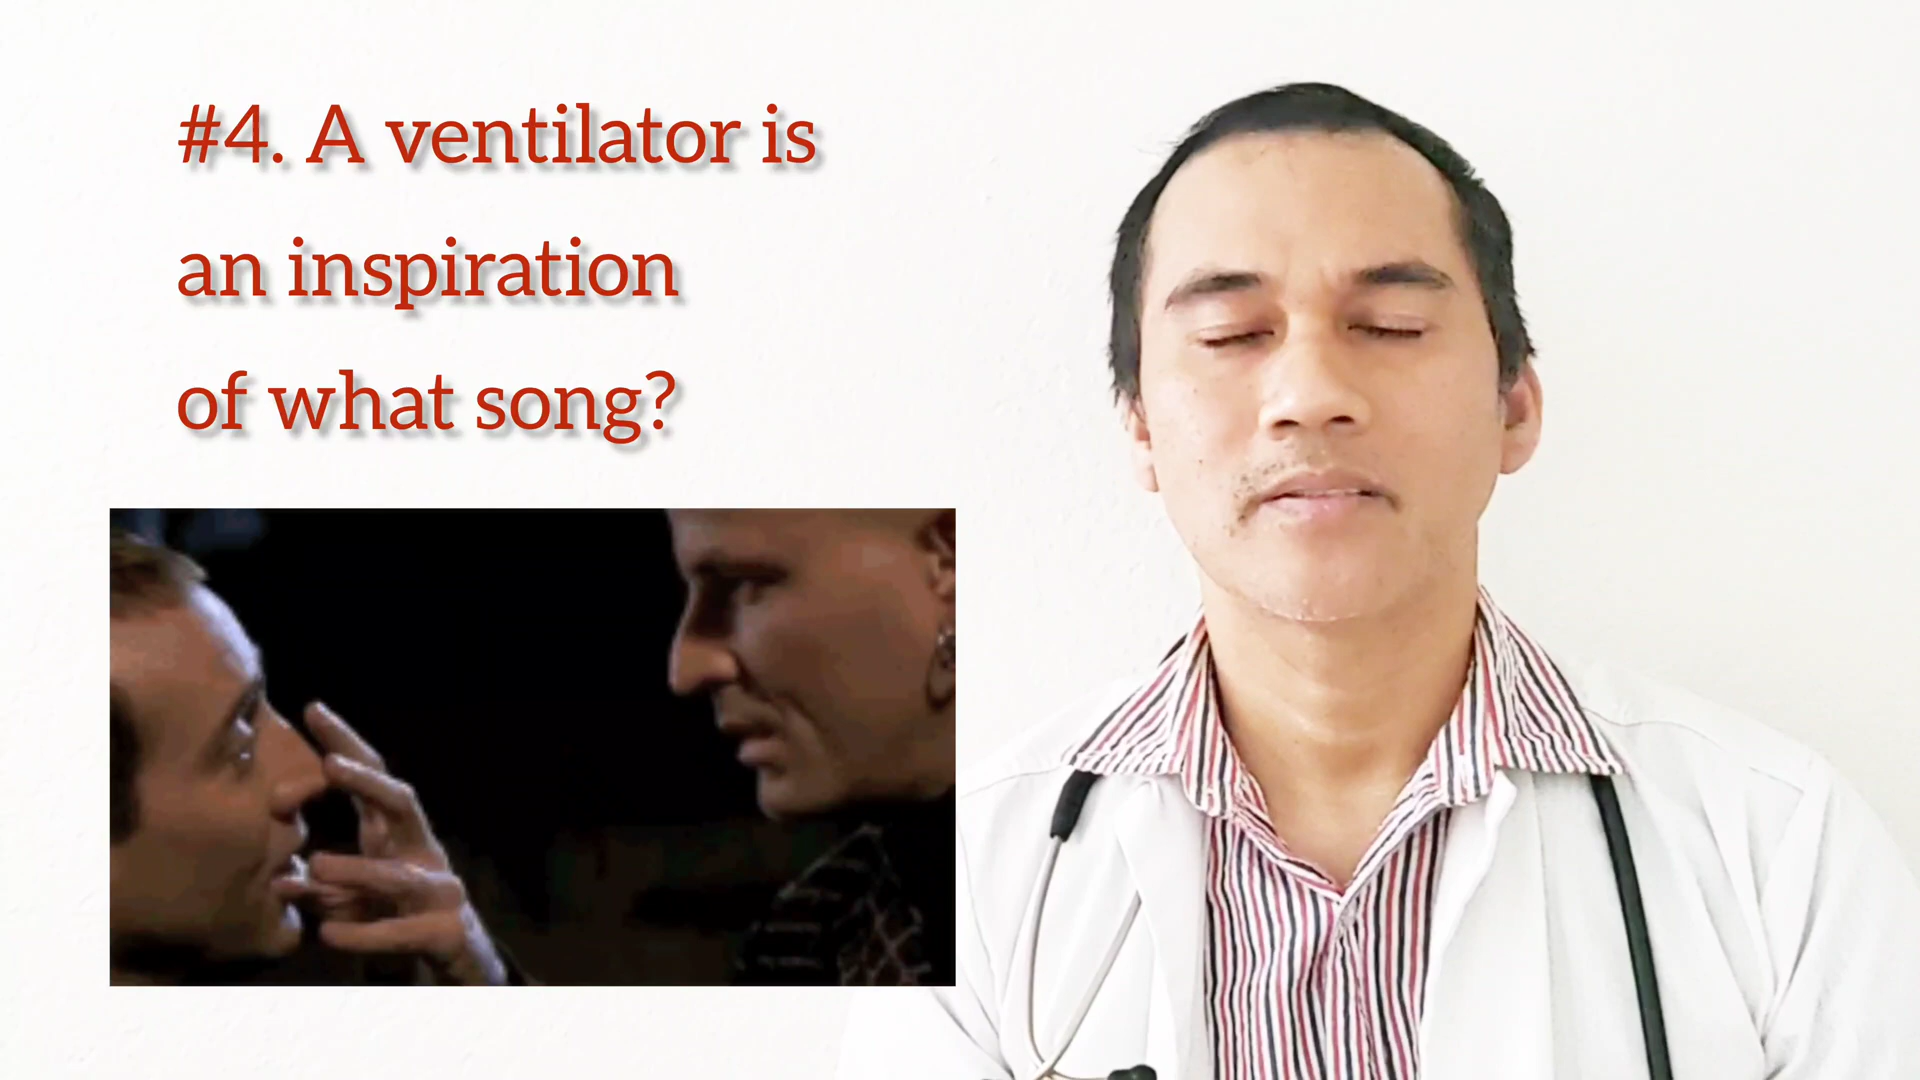 #4. A ventilator is
an inspiration
of what song?